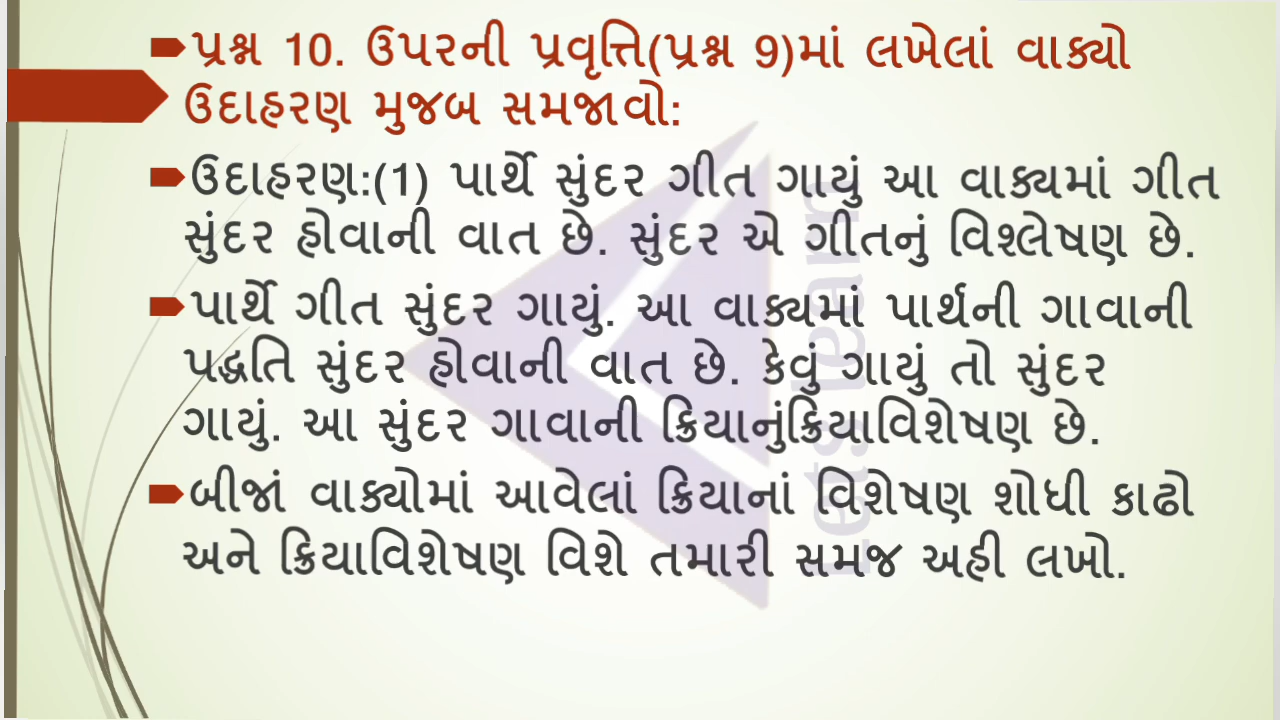 પ્રશ્ન 10. ઉપરની પ્રવૃત્તિ(પ્રશ્ન 9)માં લખેલાં વાક્યો
ઉદાહરણ મુજબ સમજાવો:
ઉદાહરણ:(1) પાર્થે સુંદર ગીત ગાયું આ વાક્યમાં ગીત
સુંદર હોવાની વાત છે. સુંદર એ ગીતનું વિશ્લેષણ છે.
પાર્થે ગીત સુંદર ગાયું. આ વાક્યમાં પાર્થની ગાવાની
પદ્ધતિ સુંદર હોવાની વાત છે. કેવું ગાયું તો સુંદર
ગાયું. આ સુંદર ગાવાની ક્રિયાનુંક્રિયાવિશેષણ છે.
બીજાં વાક્યોમાં આવેલાં ક્રિયાનાં વિશેષણ શોધી કાઢો
અને ક્રિયાવિશેષણ વિશે તમારી સમજ અહી લખો.